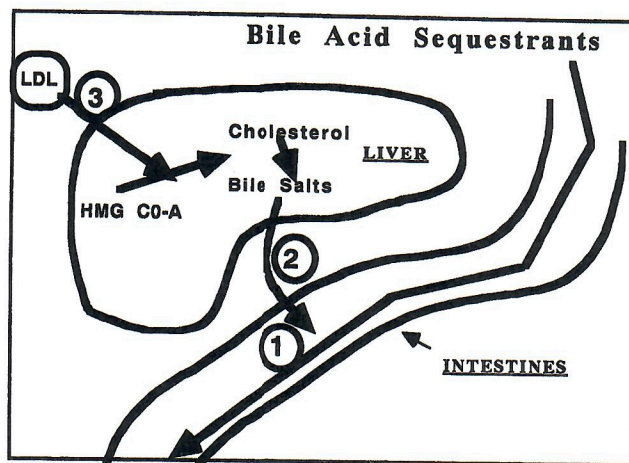 Bile Acid Sequestrants
LDL
3
Cholesterol
LIVER
Bile Salts
HMG C0-A
2
1
INTESTINES